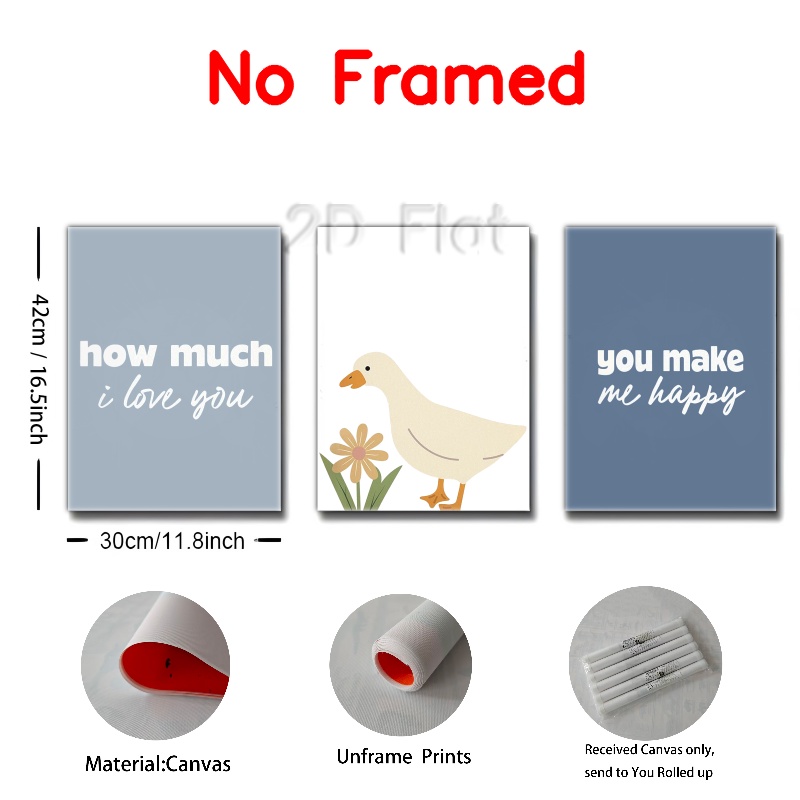 No Framed
2D Flat
how much
i love you
you make
me happy
42cm / 16.5inch
30cm/11.8inch
Material:Canvas
Unframe Prints
Received Canvas only,
send to You Rolled up